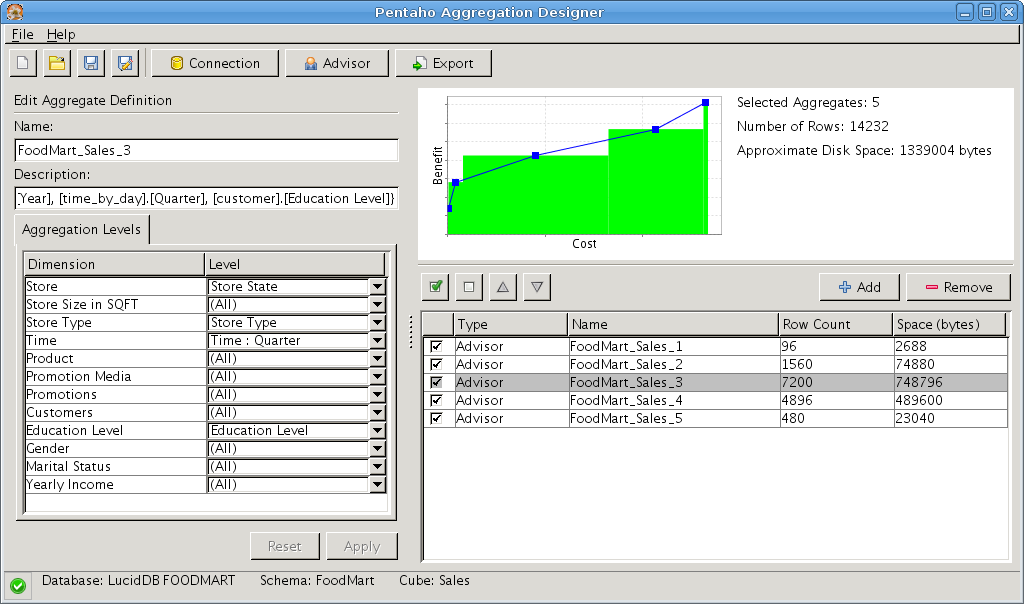 Pentaho Aggregation Designer
File Help
Connection Advisor Export
Edit Aggregate Definition
Name:
FoodMart_Sales_3
Description:
Year], [time_by_day].[Quarter], [customer].[Education Level]}
Aggregation Levels
Dimension Level
Store Store State
Store Size in SQFT (All)
Store Type Store Type
Time Time : Quarter
Product (All)
Promotion Media (All)
Promotions (All)
Customers (All)
Education Level Education Level
Gender (All)
Marital Status (All)
Yearly Income (All)
Reset Apply
Benefit
Cost
Selected Aggregates: 5
Number of Rows: 14232
Approximate Disk Space: 1339004 bytes
Add Remove
Type Name Row Count Space (bytes)
Advisor FoodMart_Sales_1 96 2688
Advisor FoodMart_Sales_2 1560 74880
Advisor FoodMart_Sales_3 7200 748796
Advisor FoodMart_Sales_4 4896 489600
Advisor FoodMart_Sales_5 480 23040
Database: LucidDB FOODMART Schema: FoodMart Cube: Sales